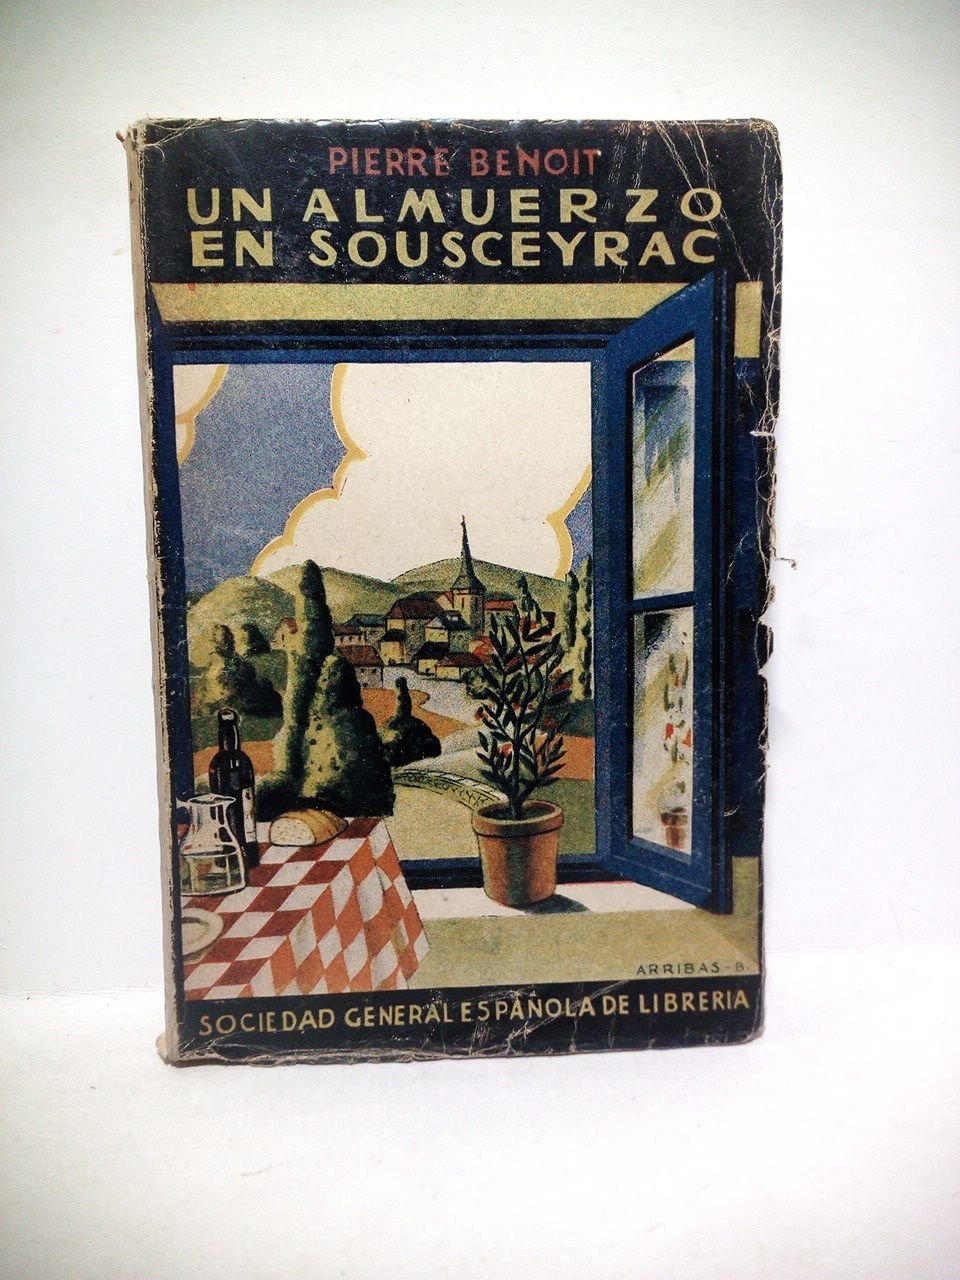 PIERRE BENOIT
UN ALMUERZO
EN SOUSCEYRAC
ARRIBAS-B.
SOCIEDAD GENERAL ESPAÑOLA DE LIBRERIA